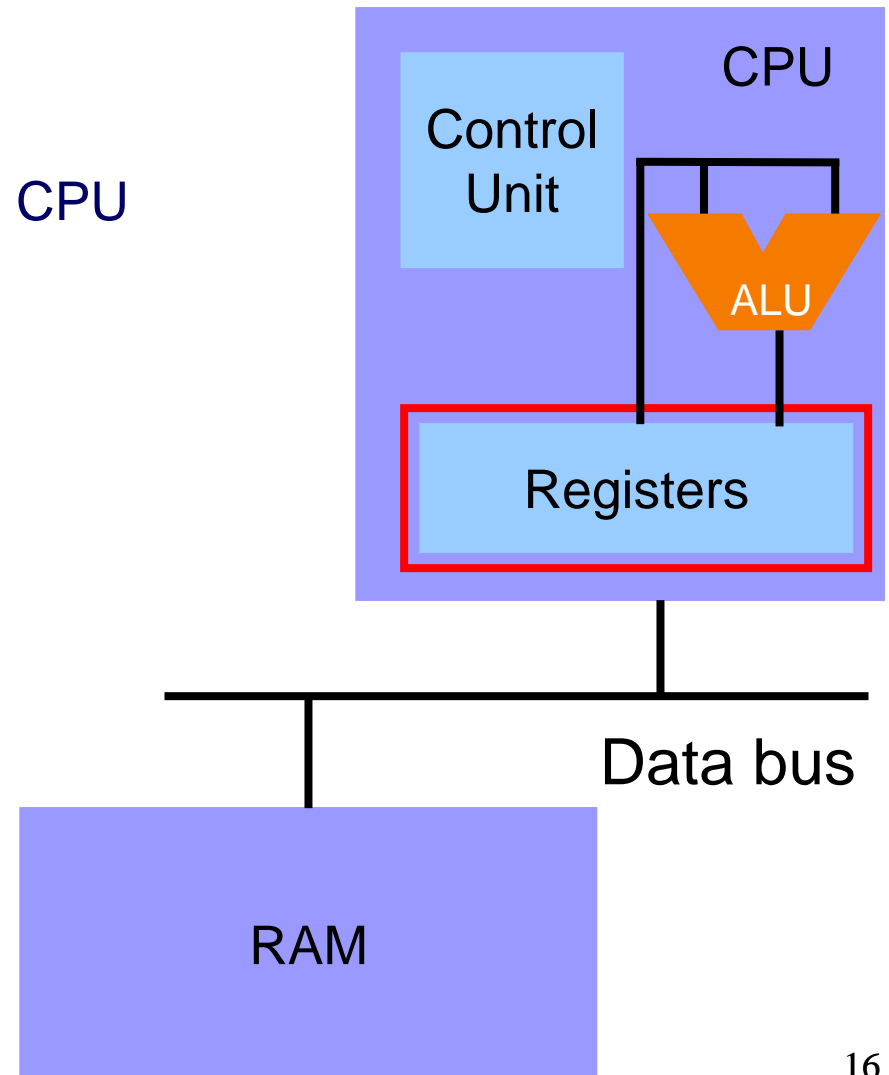 CPU
Control
Unit
CPU
ALU
Registers
Data bus
RAM
16